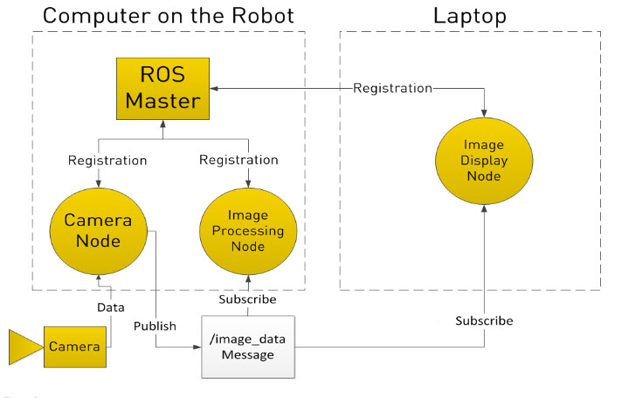 Computer on the Robot
Laptop
ROS
Master
Registration
Registration
Registration
Image
Display
Node
Camera
Node
Image
Processing
Node
Data
Subscribe
Publish
Subscribe
Camera
/image_data
Message